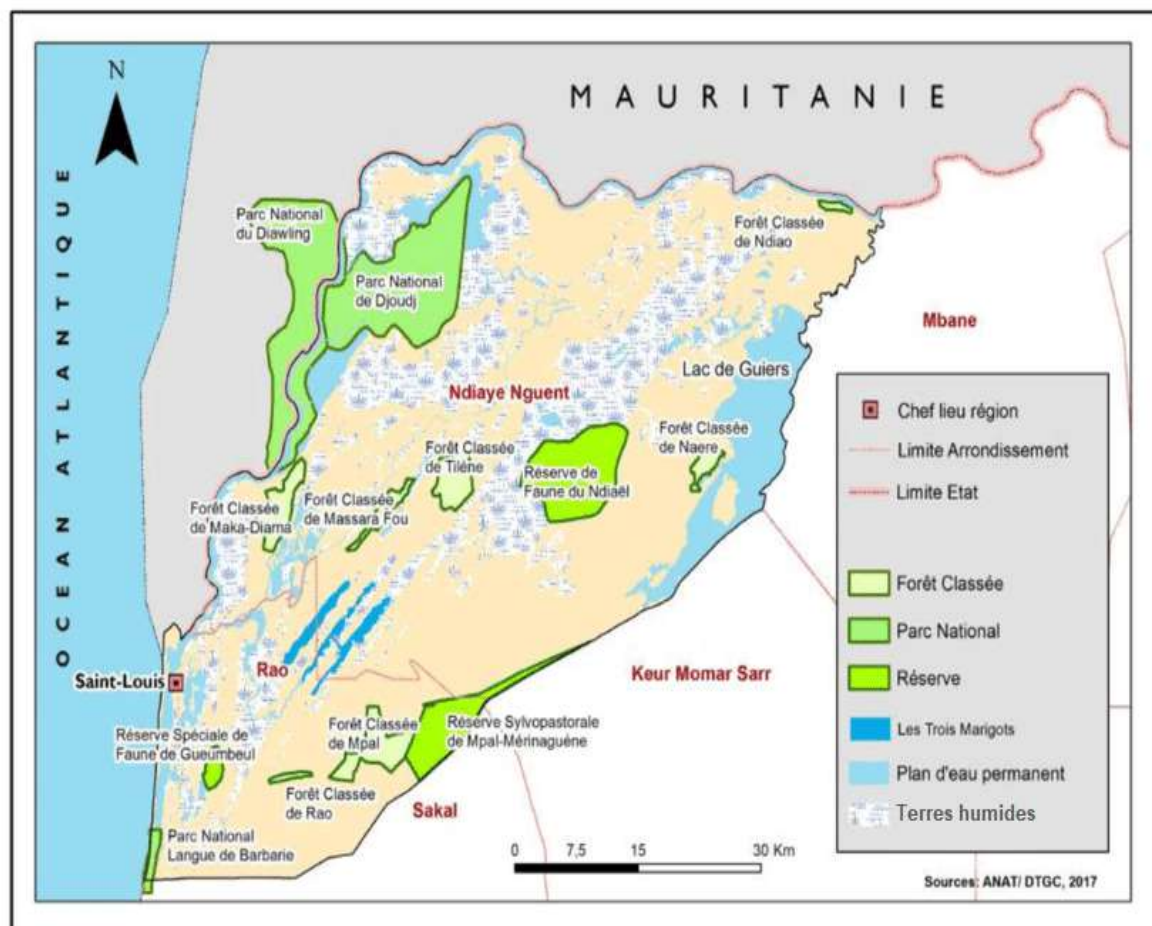 N
MAURITANIE
OCEAN ATLANTIQUE
Parc National
du Diawling
Parc National
de Djoudj
Forêt Classée
de Ndiao
Mbane
Lac de Guiers
Ndiaye Nguent
Forêt Classée
de Tilène
Forêt Classée
de Naere
Réserve de
Faune du Ndiaël
Forêt Classée
de Maka-Diama
Forêt Classée
de Massara Fou
Rao
Saint-Louis
Keur Momar Sarr
Réserve Spéciale de
Faune de Gueumbeul
Forêt Classée
de Mpal
Réserve Sylvopastorale
de Mpal-Mérinaguéne
Forêt Classée
de Rao
Sakal
Parc National
Langue de Barbarie
0 7,5 15 30 Km
Chef lieu région
Limite Arrondissement
Limite Etat
Forêt Classée
Parc National
Réserve
Les Trois Marigots
Plan d'eau permanent
Terres humides
Sources: ANAT/ DTGC, 2017